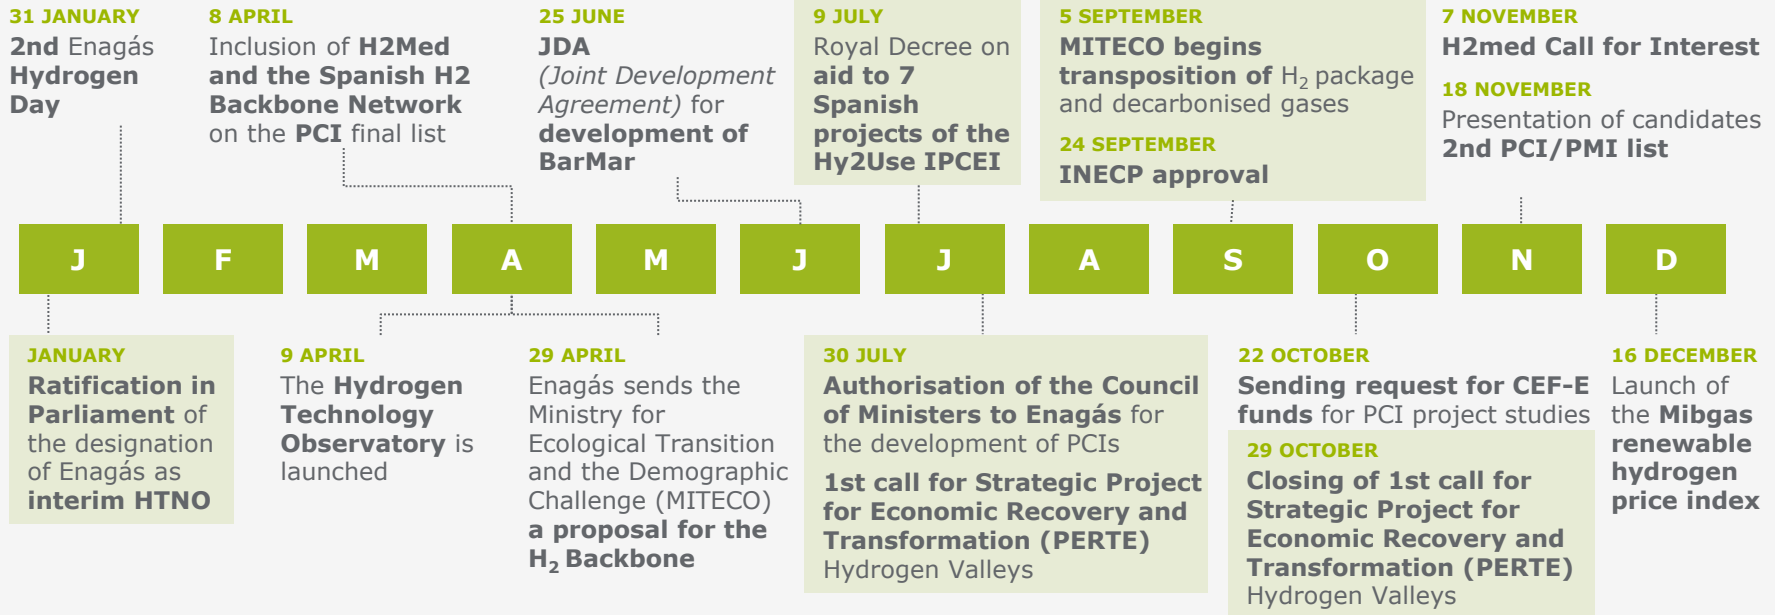 31 JANUARY
2nd Enagás
Hydrogen
Day
8 APRIL
Inclusion of H2Med
and the Spanish H2
Backbone Network
on the PCI final list
25 JUNE
JDA
(Joint Development
Agreement) for
development of
BarMar
9 JULY
Royal Decree on
aid to 7
Spanish
projects of the
Hy2Use IPCEI
5 SEPTEMBER
MITECO begins
transposition of H2 package
and decarbonised gases
24 SEPTEMBER
INECP approval
7 NOVEMBER
H2med Call for Interest
18 NOVEMBER
Presentation of candidates
2nd PCI/PMI list
J F M A M J J A S O N D
JANUARY
Ratification in
Parliament of
the designation
of Enagás as
interim HTNO
9 APRIL
The Hydrogen
Technology
Observatory is
launched
29 APRIL
Enagás sends the
Ministry for
Ecological Transition
and the Demographic
Challenge (MITECO)
a proposal for the
H2 Backbone
30 JULY
Authorisation of the Council
of Ministers to Enagás for
the development of PCIs
1st call for Strategic Project
for Economic Recovery and
Transformation (PERTE)
Hydrogen Valleys
22 OCTOBER
Sending request for CEF-E
funds for PCI project studies
29 OCTOBER
Closing of 1st call for
Strategic Project for
Economic Recovery and
Transformation (PERTE)
Hydrogen Valleys
16 DECEMBER
Launch of
the Mibgas
renewable
hydrogen
price index